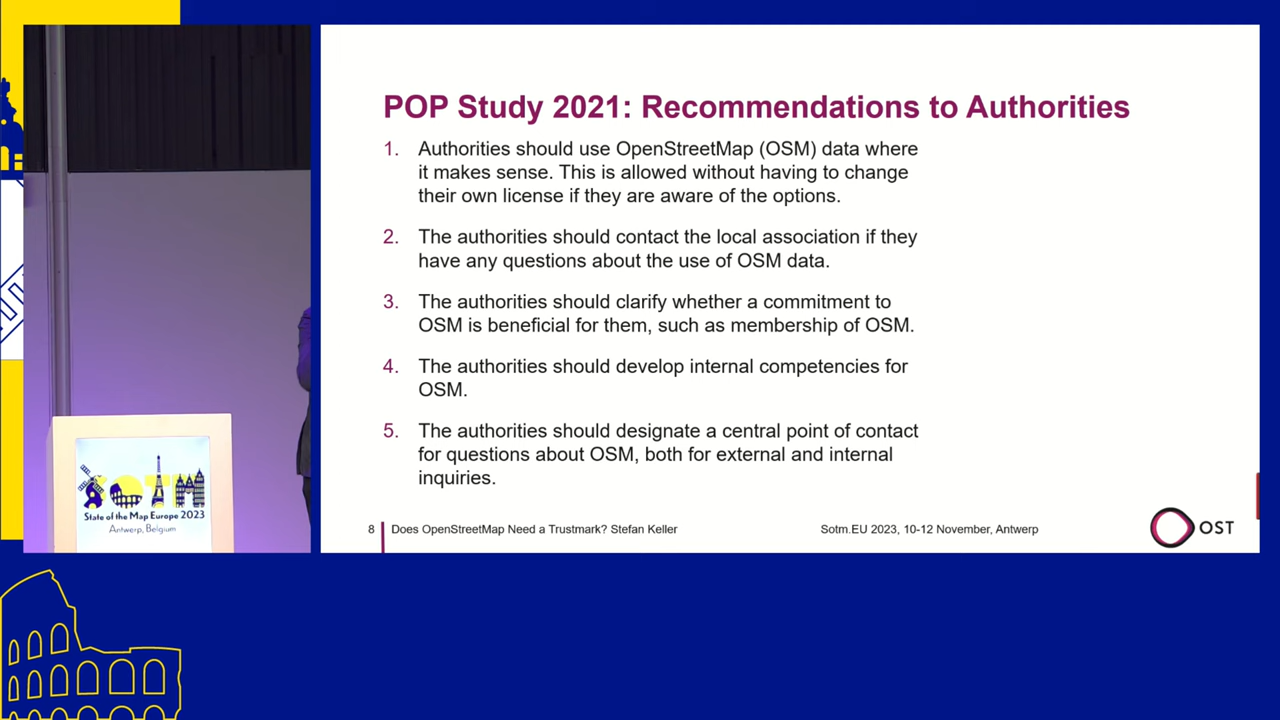 POP Study 2021: Recommendations to Authorities
1. Authorities should use OpenStreetMap (OSM) data where
it makes sense. This is allowed without having to change
their own license if they are aware of the options.
2. The authorities should contact the local association if they
have any questions about the use of OSM data.
3. The authorities should clarify whether a commitment to
OSM is beneficial for them, such as membership of OSM.
4. The authorities should develop internal competencies for
OSM.
5. The authorities should designate a central point of contact
for questions about OSM, both for external and internal
inquiries.
8 Does OpenStreetMap Need a Trustmark? Stefan Keller
Sotm.EU 2023, 10-12 November, Antwerp
OST
SOTM
State of the Map Europe 2023
Antwerp, Belgium